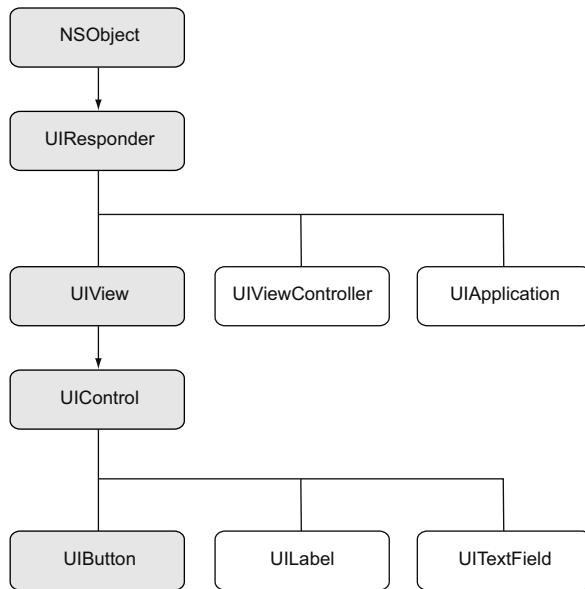 NSObject
UIResponder
UIView
UIViewController
UIApplication
UIControl
UIButton
UILabel
UITextField